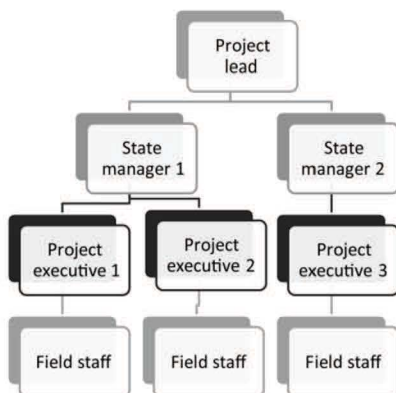 Project
lead
State
manager 1
State
manager 2
Project
executive 1
Project
executive 2
Project
executive 3
Field staff
Field staff
Field staff